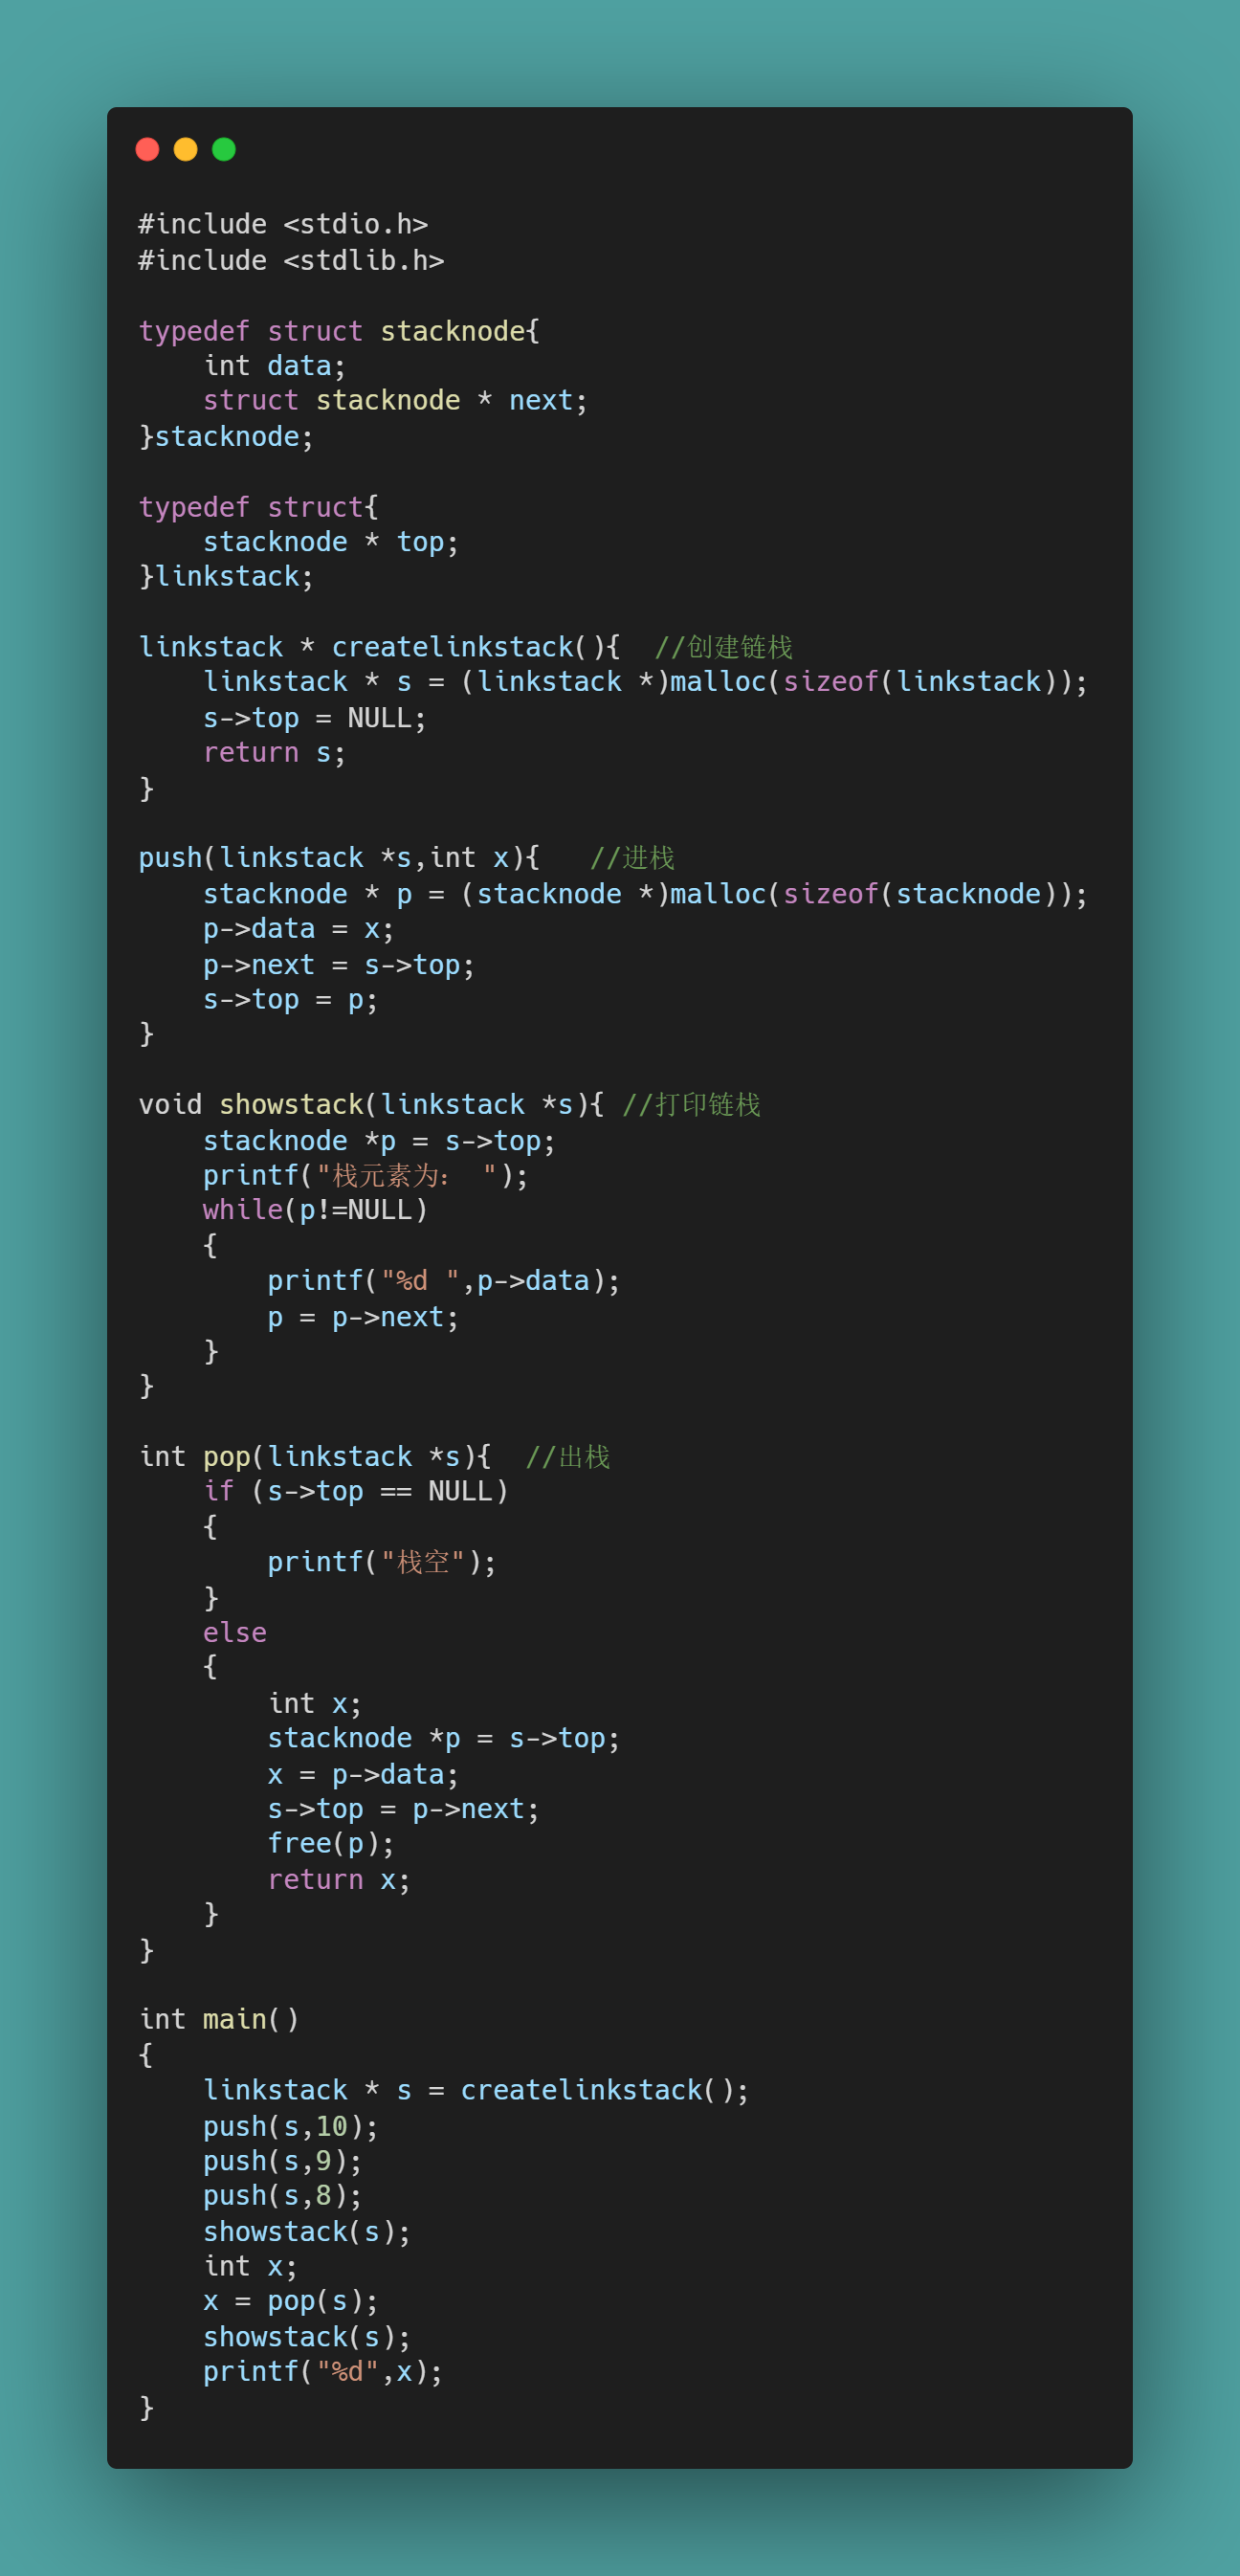 #include <stdio.h>
#include <stdlib.h>

typedef struct stacknode{
    int data;
    struct stacknode * next;
}stacknode;

typedef struct{
    stacknode * top;
}linkstack;

linkstack * createlinkstack(){  //创建链栈
    linkstack * s = (linkstack *)malloc(sizeof(linkstack));
    s->top = NULL;
    return s;
}

push(linkstack *s,int x){   //进栈
    stacknode * p = (stacknode *)malloc(sizeof(stacknode));
    p->data = x;
    p->next = s->top;
    s->top = p;
}

void showstack(linkstack *s){ //打印链栈
    stacknode *p = s->top;
    printf("栈元素为： ");
    while(p!=NULL)
    {
        printf("%d ",p->data);
        p = p->next;
    }
}

int pop(linkstack *s){  //出栈
    if (s->top == NULL)
    {
        printf("栈空");
    }
    else
    {
        int x;
        stacknode *p = s->top;
        x = p->data;
        s->top = p->next;
        free(p);
        return x;
    }
}

int main()
{
    linkstack * s = createlinkstack();
    push(s,10);
    push(s,9);
    push(s,8);
    showstack(s);
    int x;
    x = pop(s);
    showstack(s);
    printf("%d",x);
}